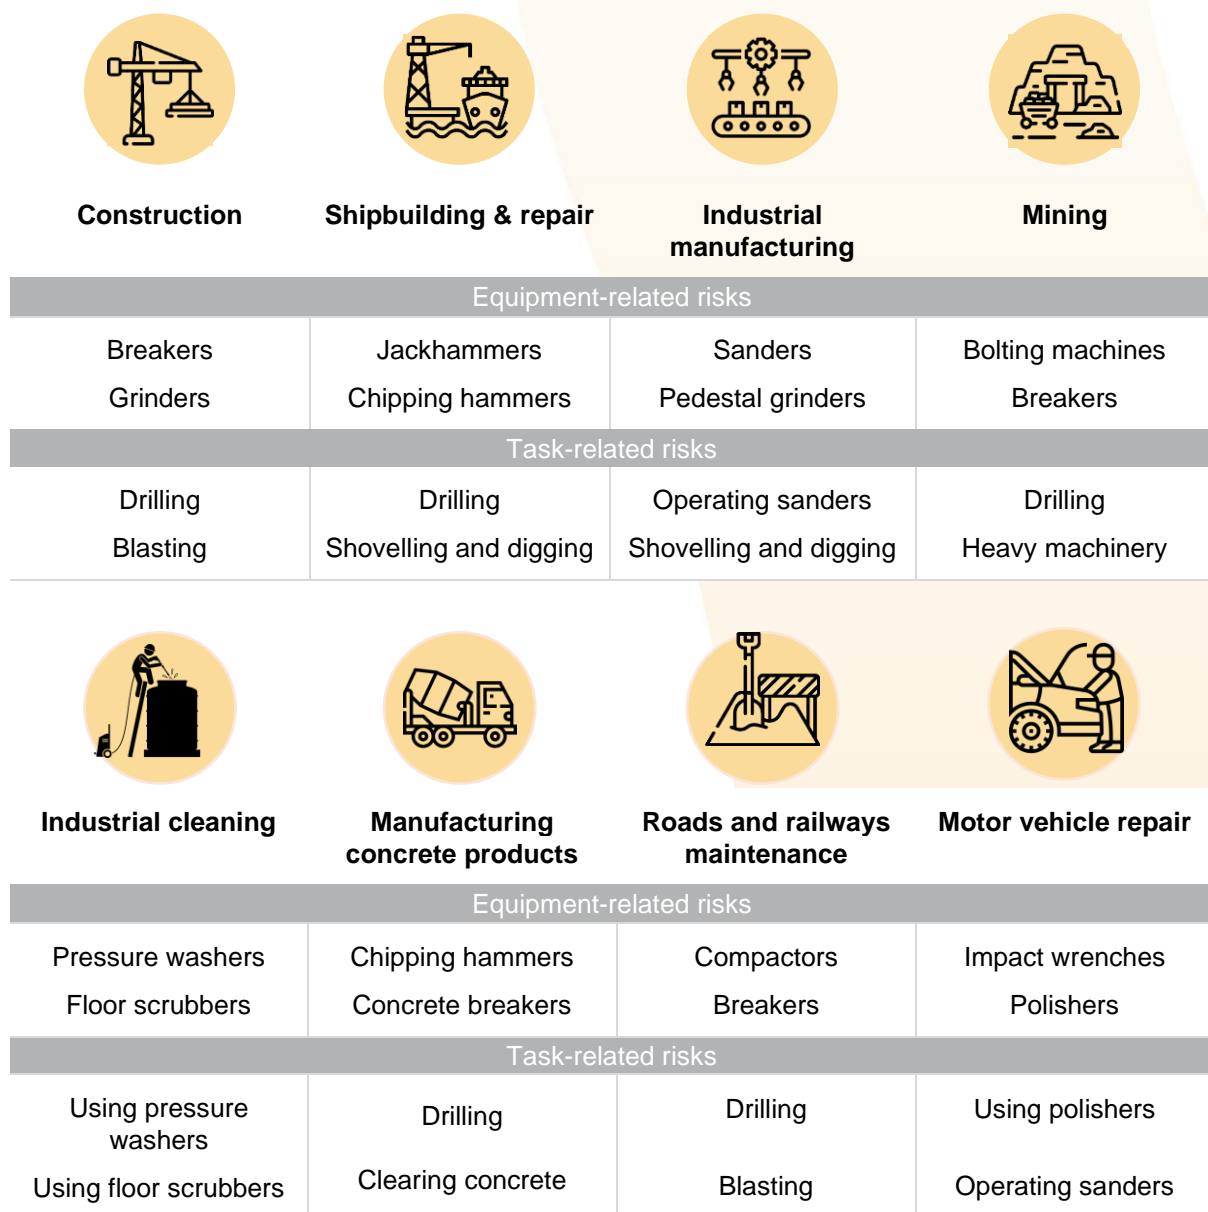 Construction
Shipbuilding & repair
Industrial
manufacturing
Mining
Equipment-related risks
Breakers
Jackhammers
Sanders
Bolting machines
Grinders
Chipping hammers
Pedestal grinders
Breakers
Task-related risks
Drilling
Drilling
Operating sanders
Drilling
Blasting
Shovelling and digging
Shovelling and digging
Heavy machinery
Industrial cleaning
Manufacturing
concrete products
Roads and railways
maintenance
Motor vehicle repair
Equipment-related risks
Pressure washers
Chipping hammers
Compactors
Impact wrenches
Floor scrubbers
Concrete breakers
Breakers
Polishers
Task-related risks
Using pressure
washers
Drilling
Drilling
Using polishers
Using floor scrubbers
Clearing concrete
Blasting
Operating sanders